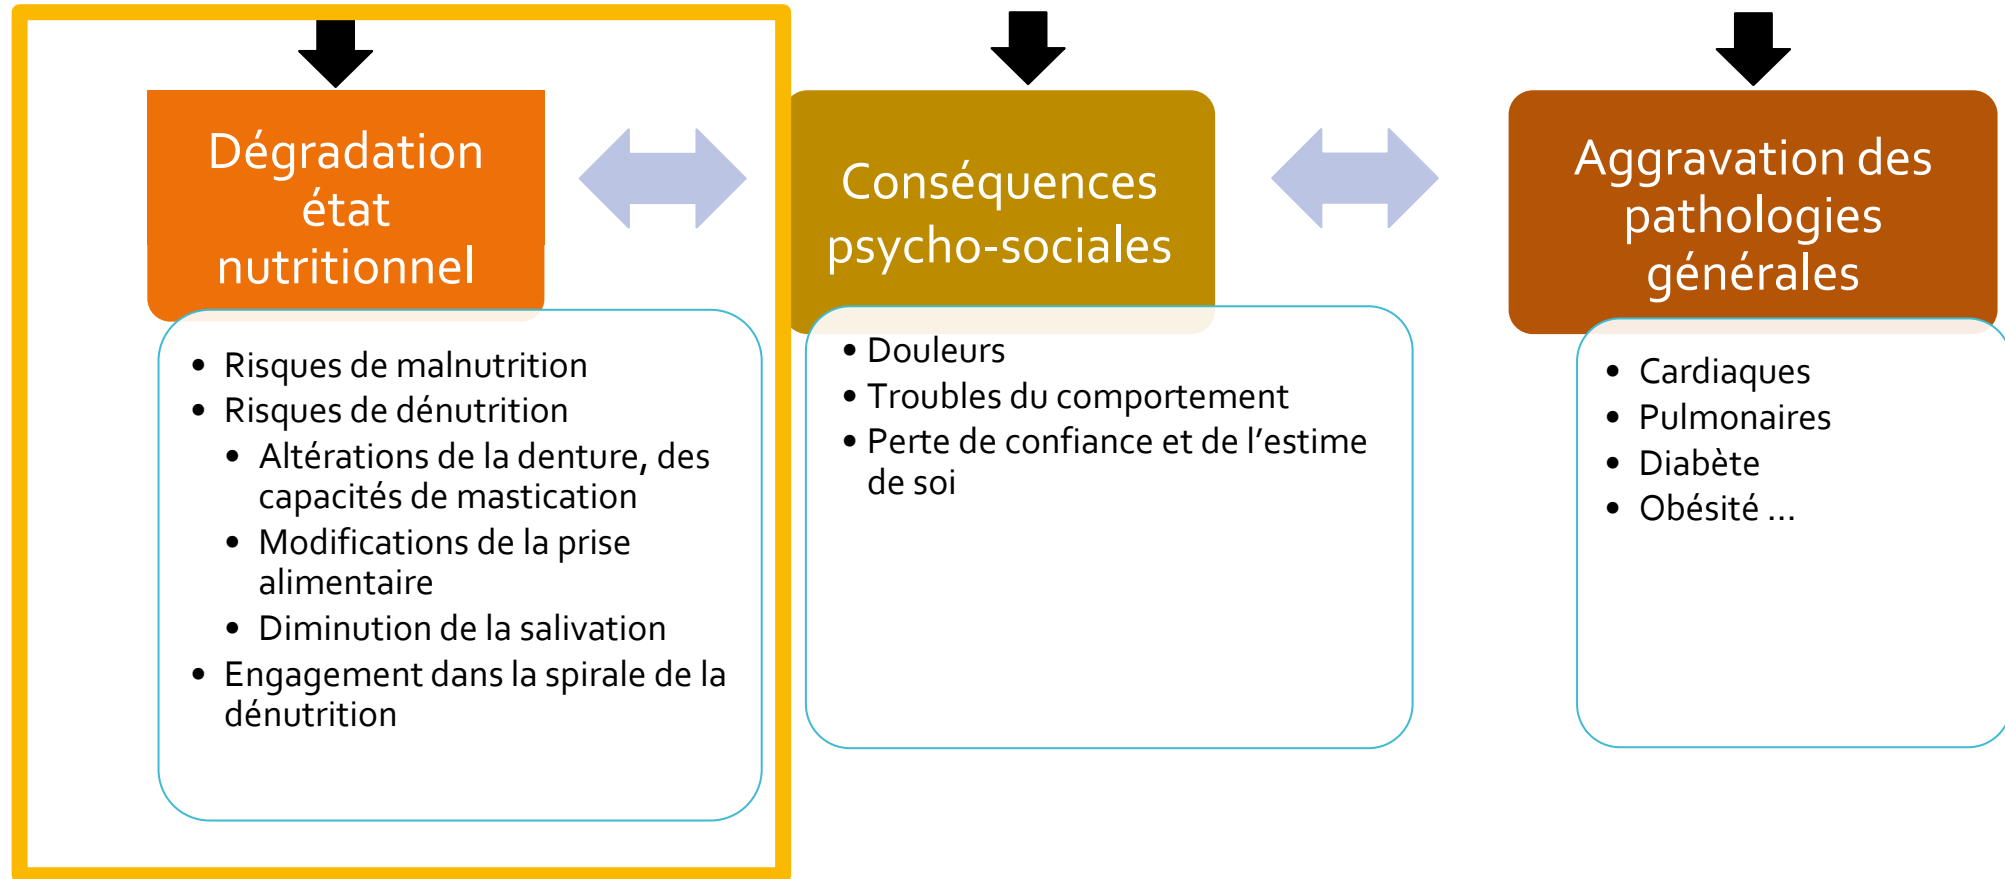 Dégradation
état
nutritionnel
• Risques de malnutrition
• Risques de dénutrition
• Altérations de la denture, des
capacités de mastication
• Modifications de la prise
alimentaire
• Diminution de la salivation
• Engagement dans la spirale de la
dénutrition
Conséquences
psycho-sociales
• Douleurs
• Troubles du comportement
• Perte de confiance et de l’estime
de soi
Aggravation des
pathologies
générales
• Cardiaques
• Pulmonaires
• Diabète
• Obésité ...